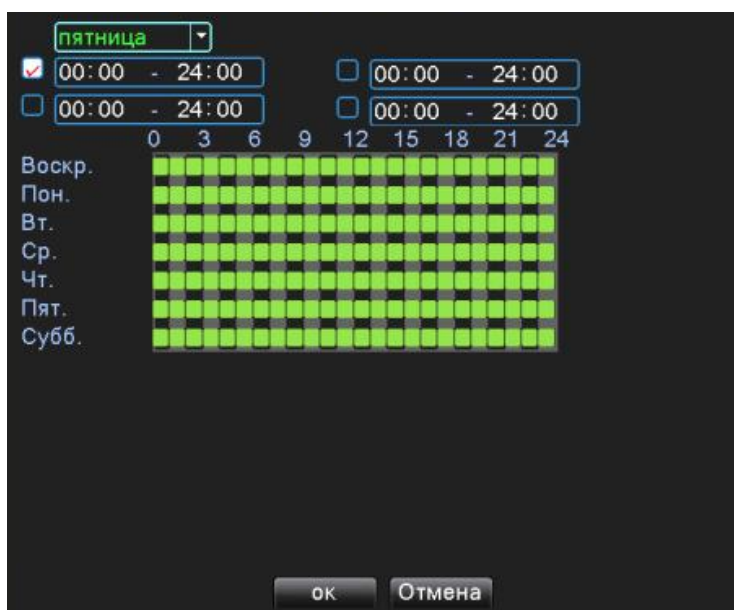 пятница
00:00 - 24:00 00:00 - 24:00
00:00 - 24:00 00:00 - 24:00
0 3 6 9 12 15 18 21 24
Воскр.
Пон.
Вт.
Ср.
Чт.
Пят.
Субб.
ок Отмена